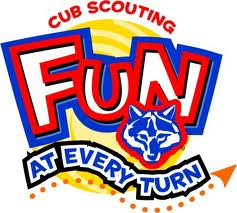 CUB SCOUTING
FUN
AT EVERY TURN